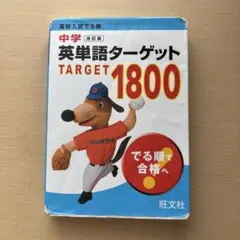 高校入試でる順
中学 改訂版
英単語ターゲット
TARGET 1800
でる順で
合格へ
旺文社